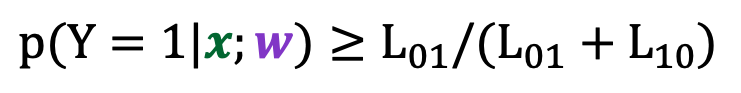 p(Y = 1|x; w) ≥ L₀₁/(L₀₁ + L₁₀)